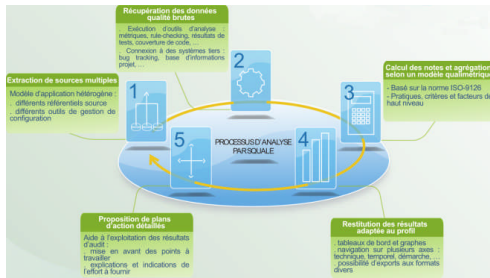 Récupération des données
qualité brutes
Exécution d'outils d'analyse :
métriques, rule-checking, résultats de
tests, couverture de code, ...
- Connexion à des systèmes tiers :
bug tracking, base d'informations
projet, ...
Extraction de sources multiples
Modèle d'application hétérogène :
. différents référentiels source
. différents outils de gestion de
configuration
1
2
3
Calcul des notes et agrégation
selon un modèle qualimétrique
- Basé sur la norme ISO-9126
- Pratiques, critères et facteurs de
haut niveau
PROCESSUS D'ANALYSE
PAR SQUALE
5
4
Proposition de plans
d'action détaillés
Aide à l'exploitation des résultats
d'audit :
. mise en avant des points à
travailler
. explications et indications de
l'effort à fournir
Restitution des résultats
adaptée au profil
. tableaux de bord et graphes
. navigation sur plusieurs axes :
technique, temporel, démarche, ...
. possibilité d'exports aux formats
divers